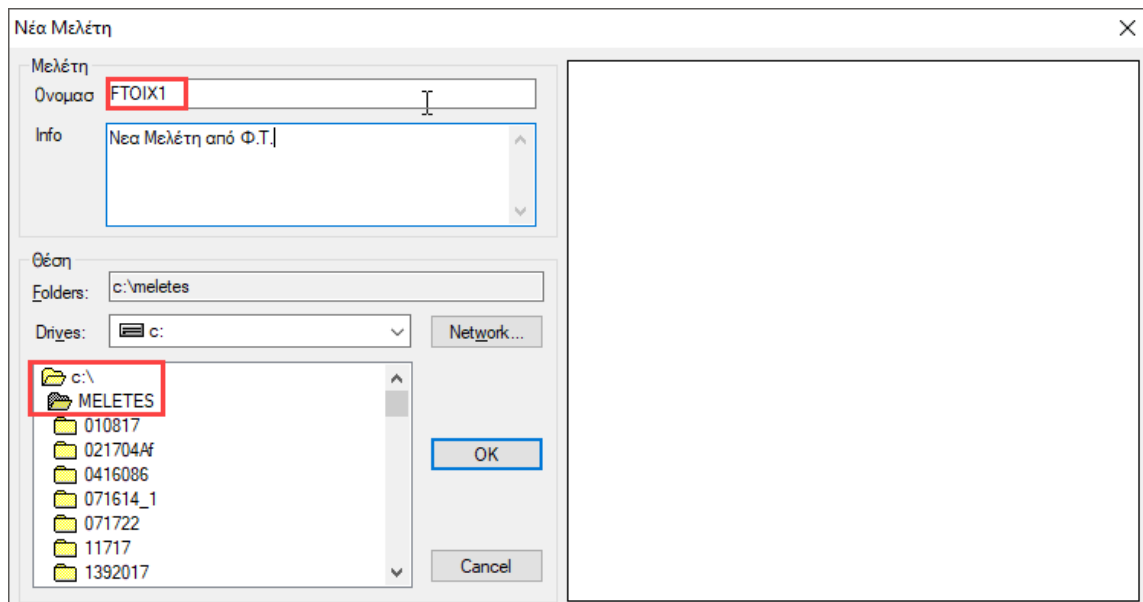 Νέα Μελέτη
Μελέτη
Ονομασ FTOIX1
Info Νεα Μελέτη από Φ.Τ.
Θέση
Folders: c:\meletes
Drives: c: Network...
c:\
MELETES
010817
021704Af
0416086
071614_1
071722
11717
1392017
OK
Cancel